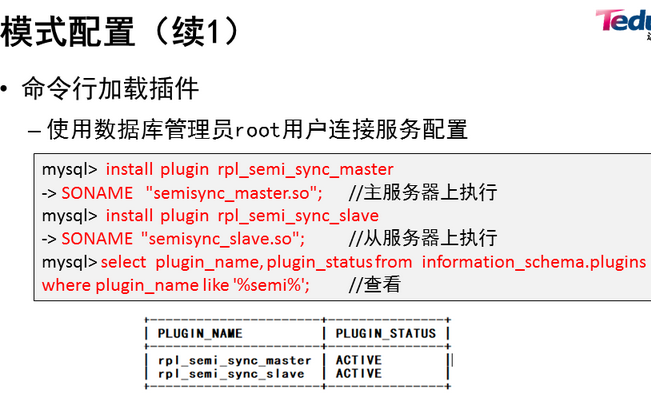 模式配置（续1）
Tedu
• 命令行加载插件
– 使用数据库管理员root用户连接服务配置
mysql> install plugin rpl_semi_sync_master
-> SONAME "semisync_master.so"; //主服务器上执行
mysql> install plugin rpl_semi_sync_slave
-> SONAME "semisync_slave.so"; //从服务器上执行
mysql> select plugin_name, plugin_status from information_schema.plugins
where plugin_name like '%semi%'; //查看
| PLUGIN_NAME | PLUGIN_STATUS |
| rpl_semi_sync_master | ACTIVE |
| rpl_semi_sync_slave | ACTIVE |